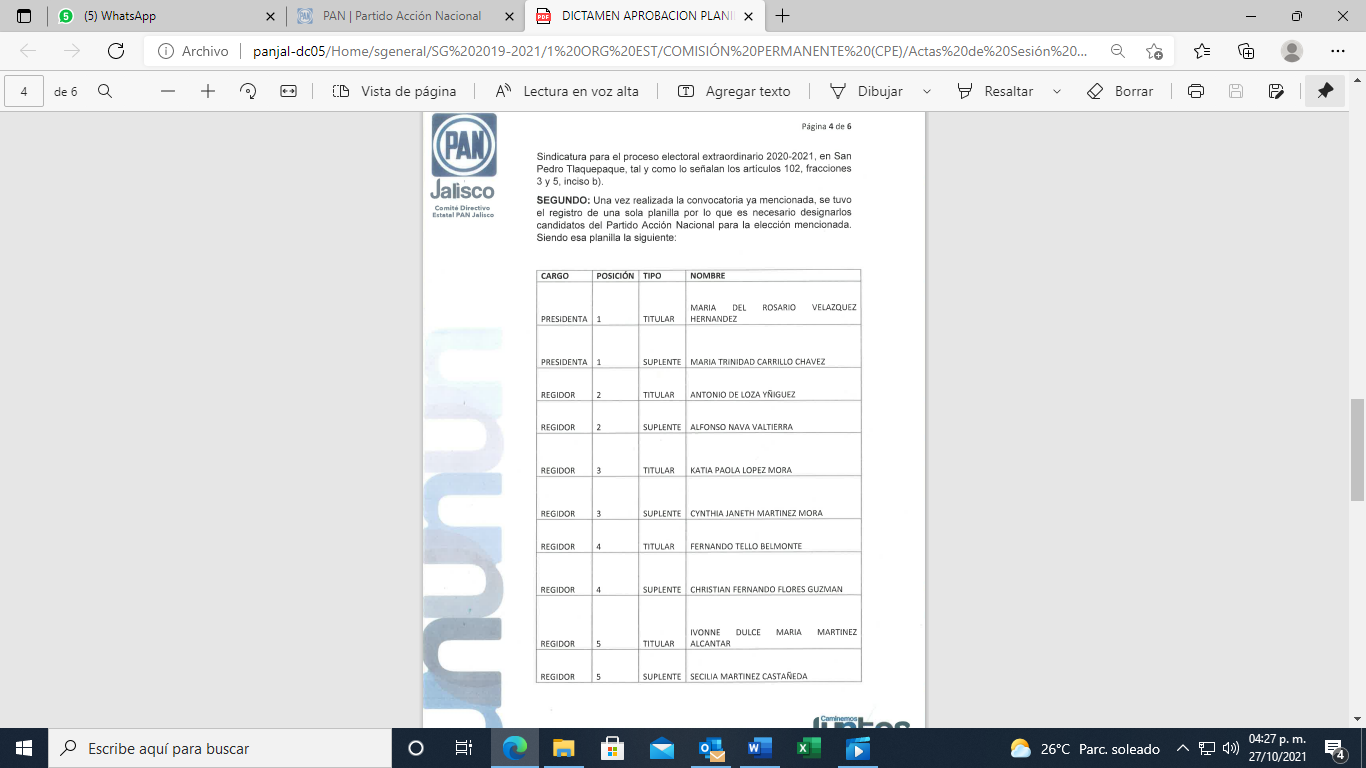 (5) WhatsApp
PAN | Partido Acción Nacional
DICTAMEN APROBACION PLANI
Archivo
panjal-dc05/Home/sgeneral/SG%202019-2021/1%20ORG%20EST/COMISIÓN%20PERMANENTE%20(CPE)/Actas%20de%20Sesión%20...
4 de 6
Vista de página
Lectura en voz alta
Agregar texto
Dibujar
Resaltar
Borrar
PAN
Jalisco
Comité Directivo
Estatal PAN Jalisco
Página 4 de 6
Sindicatura para el proceso electoral extraordinario 2020-2021, en San
Pedro Tlaquepaque, tal y como lo señalan los artículos 102, fracciones
3 y 5, inciso b).
SEGUNDO: Una vez realizada la convocatoria ya mencionada, se tuvo
el registro de una sola planilla por lo que es necesario designarlos
candidatos del Partido Acción Nacional para la elección mencionada.
Siendo esa planilla la siguiente:
CARGO POSICIÓN TIPO NOMBRE
MARIA DEL ROSARIO VELAZQUEZ
PRESIDENTA 1 TITULAR HERNANDEZ
PRESIDENTA 1 SUPLENTE MARIA TRINIDAD CARRILLO CHAVEZ
REGIDOR 2 TITULAR ANTONIO DE LOZA YÑIGUEZ
REGIDOR 2 SUPLENTE ALFONSO NAVA VALTIERRA
REGIDOR 3 TITULAR KATIA PAOLA LOPEZ MORA
REGIDOR 3 SUPLENTE CYNTHIA JANETH MARTINEZ MORA
REGIDOR 4 TITULAR FERNANDO TELLO BELMONTE
REGIDOR 4 SUPLENTE CHRISTIAN FERNANDO FLORES GUZMAN
IVONNE DULCE MARIA MARTINEZ
REGIDOR 5 TITULAR ALCANTAR
REGIDOR 5 SUPLENTE SECILIA MARTINEZ CASTAÑEDA
Caminemos
Juntos
Escribe aquí para buscar
26°C Parc. soleado
04:27 p. m.
27/10/2021
4